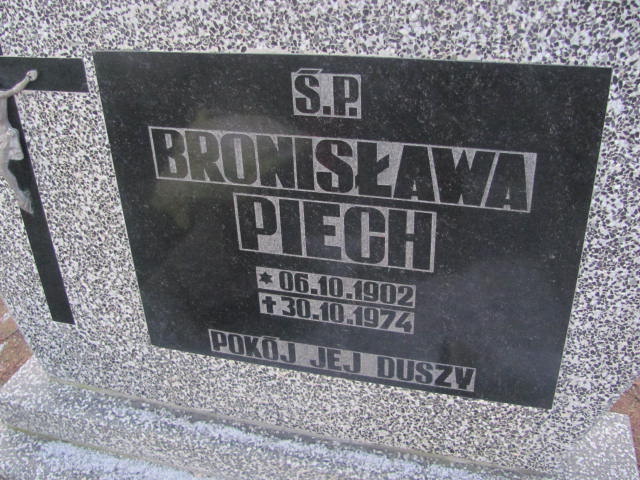 Ś.P.
BRONISŁAWA
PIECH
* 06.10.1902
✝ 30.10.1974
POKÓJ JEJ DUSZY